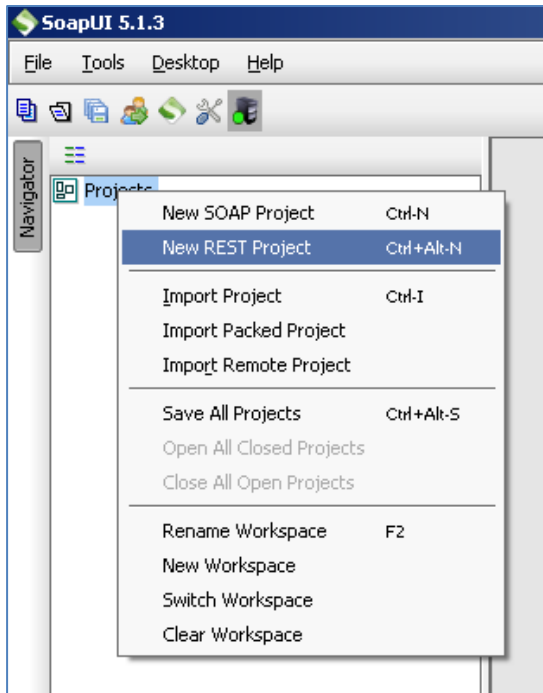 SoapUI 5.1.3
File Tools Desktop Help
Navigator
Projects
New SOAP Project Ctrl-N
New REST Project Ctrl+Alt-N
Import Project Ctrl-I
Import Packed Project
Import Remote Project
Save All Projects Ctrl+Alt-S
Open All Closed Projects
Close All Open Projects
Rename Workspace F2
New Workspace
Switch Workspace
Clear Workspace